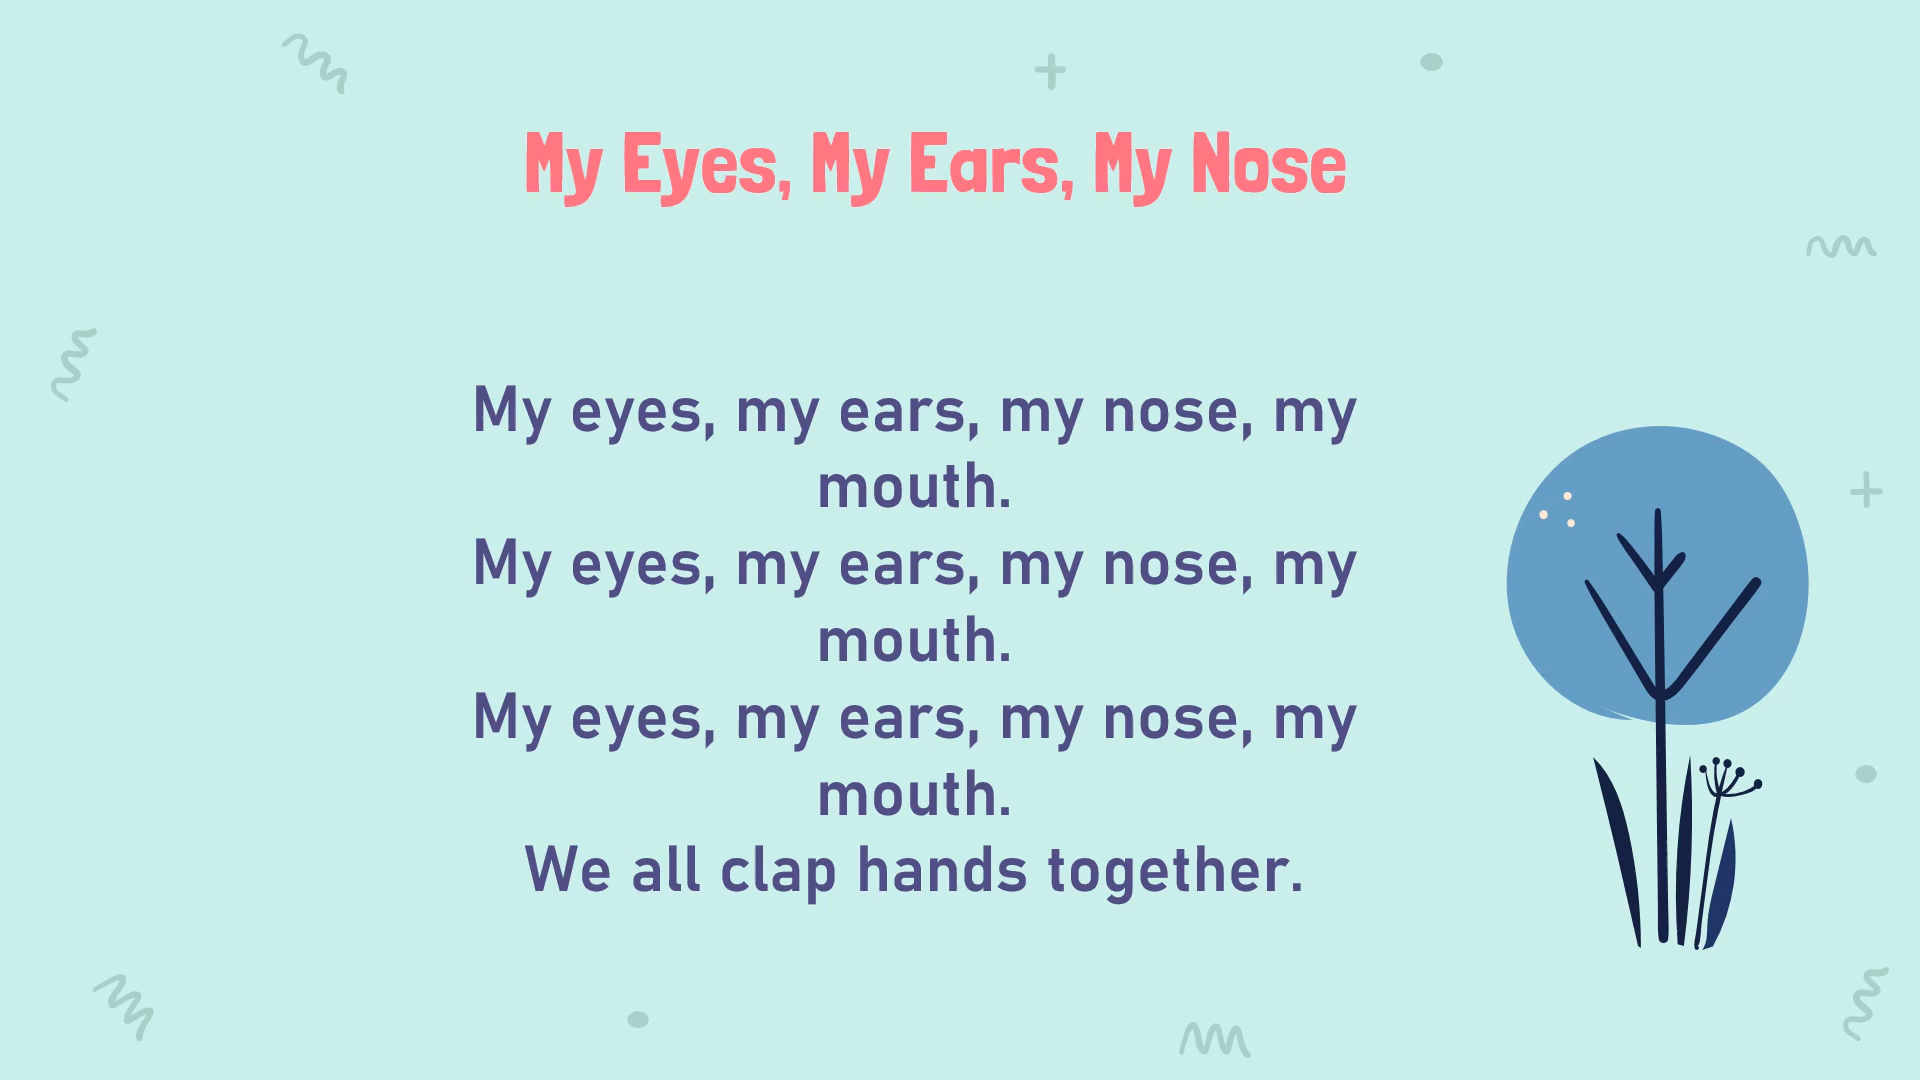 My Eyes, My Ears, My Nose
My eyes, my ears, my nose, my
mouth.
My eyes, my ears, my nose, my
mouth.
My eyes, my ears, my nose, my
mouth.
We all clap hands together.